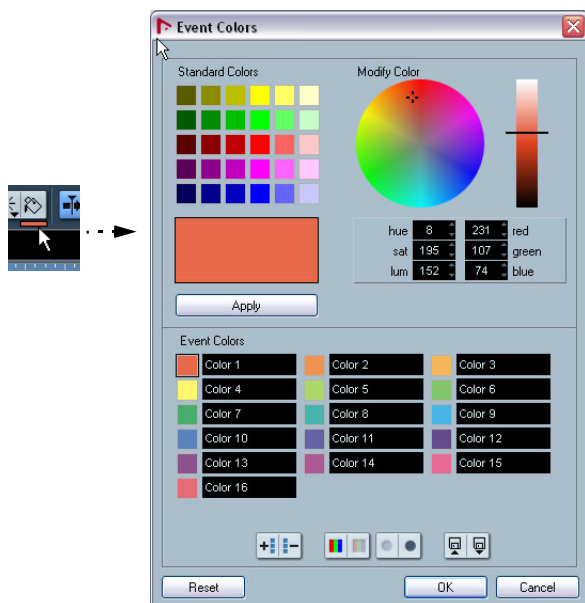 Event Colors
Standard Colors
Modify Color
hue 8 231 red
sat 195 107 green
lum 152 74 blue
Apply
Event Colors
Color 1 Color 2 Color 3
Color 4 Color 5 Color 6
Color 7 Color 8 Color 9
Color 10 Color 11 Color 12
Color 13 Color 14 Color 15
Color 16
Reset OK Cancel